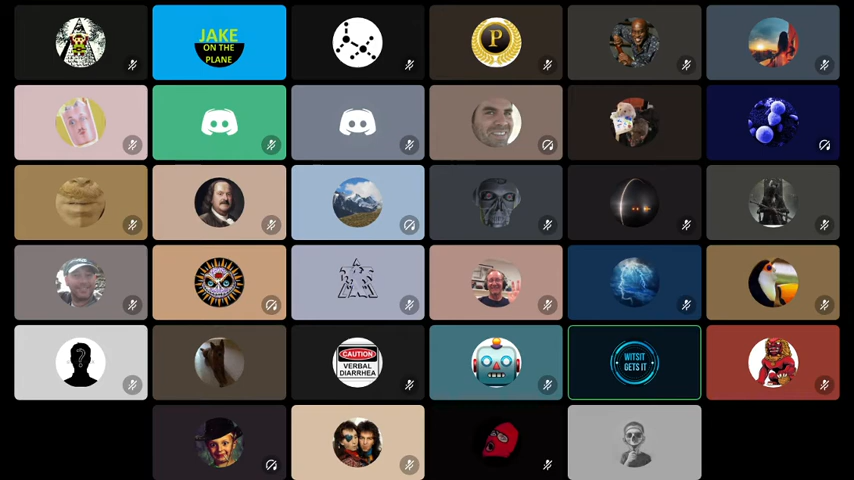 JAKE
ON THE
PLANE
P
?
CAUTION
VERBAL
DIARRHEA
WITSIT
GETS IT